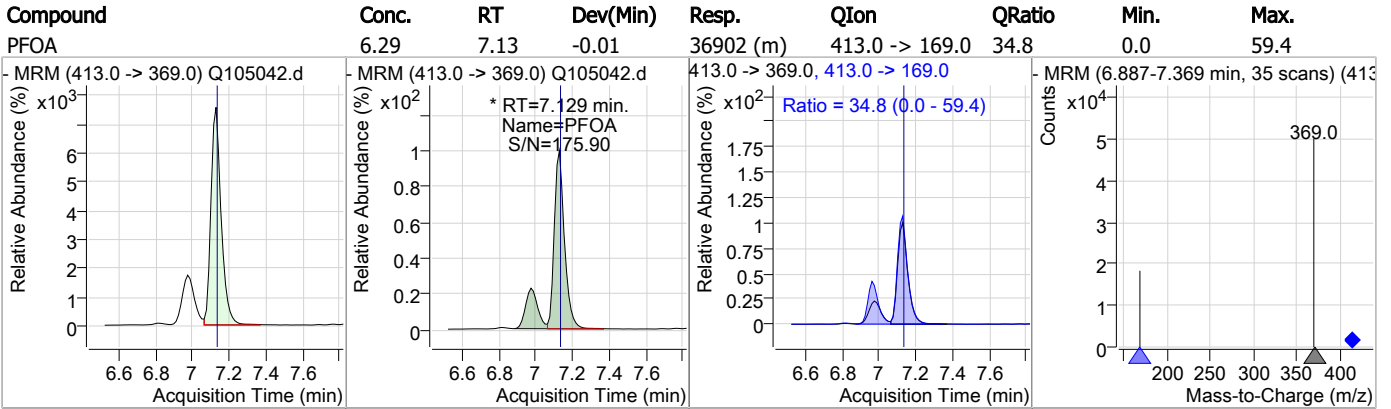 Compound Conc. RT Dev(Min) Resp. QIon QRatio Min. Max.
PFOA 6.29 7.13 -0.01 36902 (m) 413.0 -> 169.0 34.8 0.0 59.4
- MRM (413.0 -> 369.0) Q105042.d
Relative Abundance (%)
x10³
6
5
4
3
2
1
0
6.6 6.8 7 7.2 7.4 7.6
Acquisition Time (min)
- MRM (413.0 -> 369.0) Q105042.d
Relative Abundance (%)
x10²
* RT=7.129 min.
Name=PFOA
S/N=175.90
1
0.8
0.6
0.4
0.2
0
6.6 6.8 7 7.2 7.4 7.6
Acquisition Time (min)
413.0 -> 369.0, 413.0 -> 169.0
Relative Abundance (%)
x10²
Ratio = 34.8 (0.0 - 59.4)
1.75
1.5
1.25
1
0.75
0.5
0.25
0
6.6 6.8 7 7.2 7.4 7.6
Acquisition Time (min)
- MRM (6.887-7.369 min, 35 scans) (413
Counts
x10⁴
369.0
5
4
3
2
1
0
200 250 300 350 400
Mass-to-Charge (m/z)